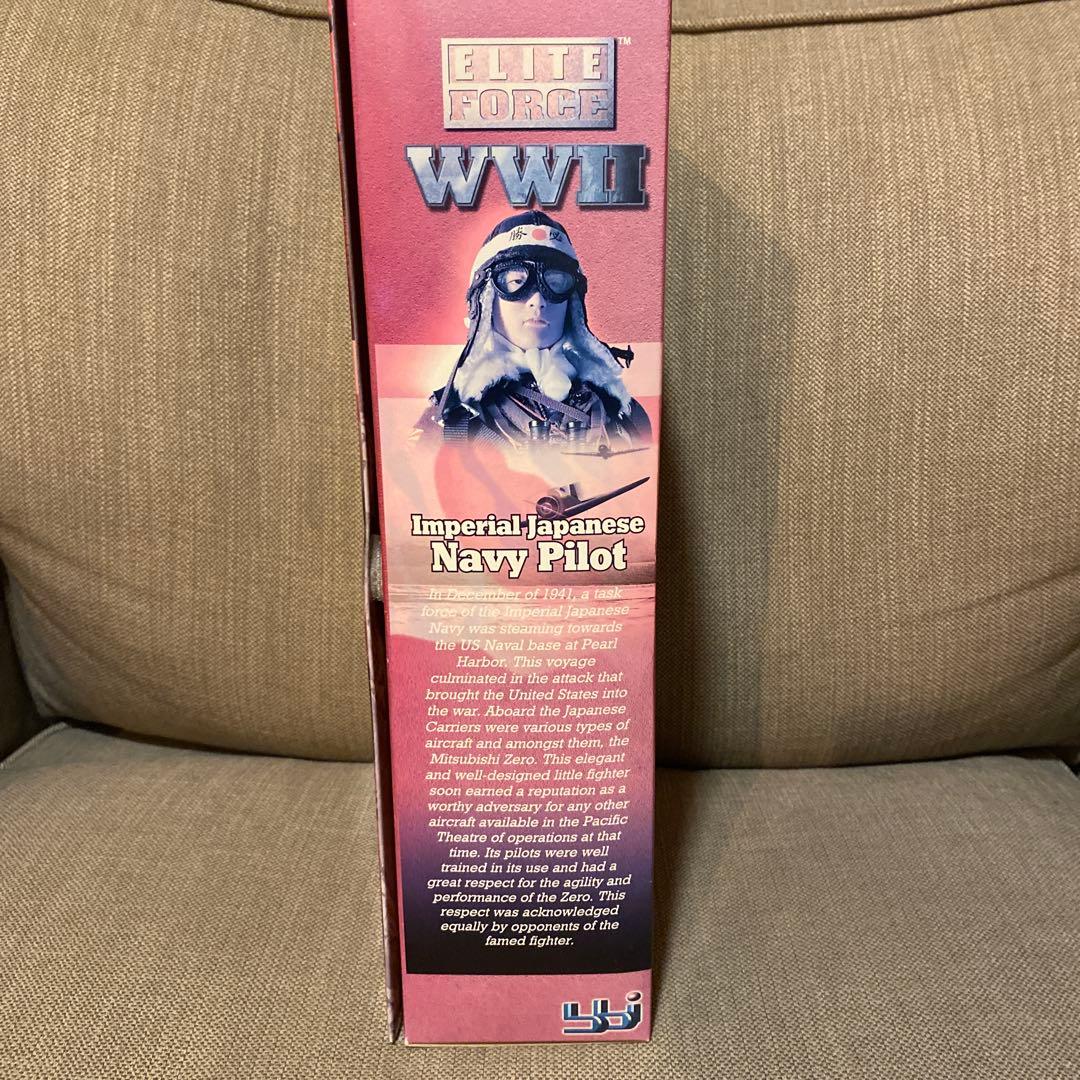 ELITE
FORCE
TM
WWII
勝 必
Imperial Japanese
Navy Pilot
In December of 1941, a task
force of the Imperial Japanese
Navy was steaming towards
the US Naval base at Pearl
Harbor. This voyage
culminated in the attack that
brought the United States into
the war. Aboard the Japanese
Carriers were various types of
aircraft and amongst them, the
Mitsubishi Zero. This elegant
and well-designed little fighter
soon earned a reputation as a
worthy adversary for any other
aircraft available in the Pacific
Theatre of operations at that
time. Its pilots were well
trained in its use and had a
great respect for the agility and
performance of the Zero. This
respect was acknowledged
equally by opponents of the
famed fighter.
bbi